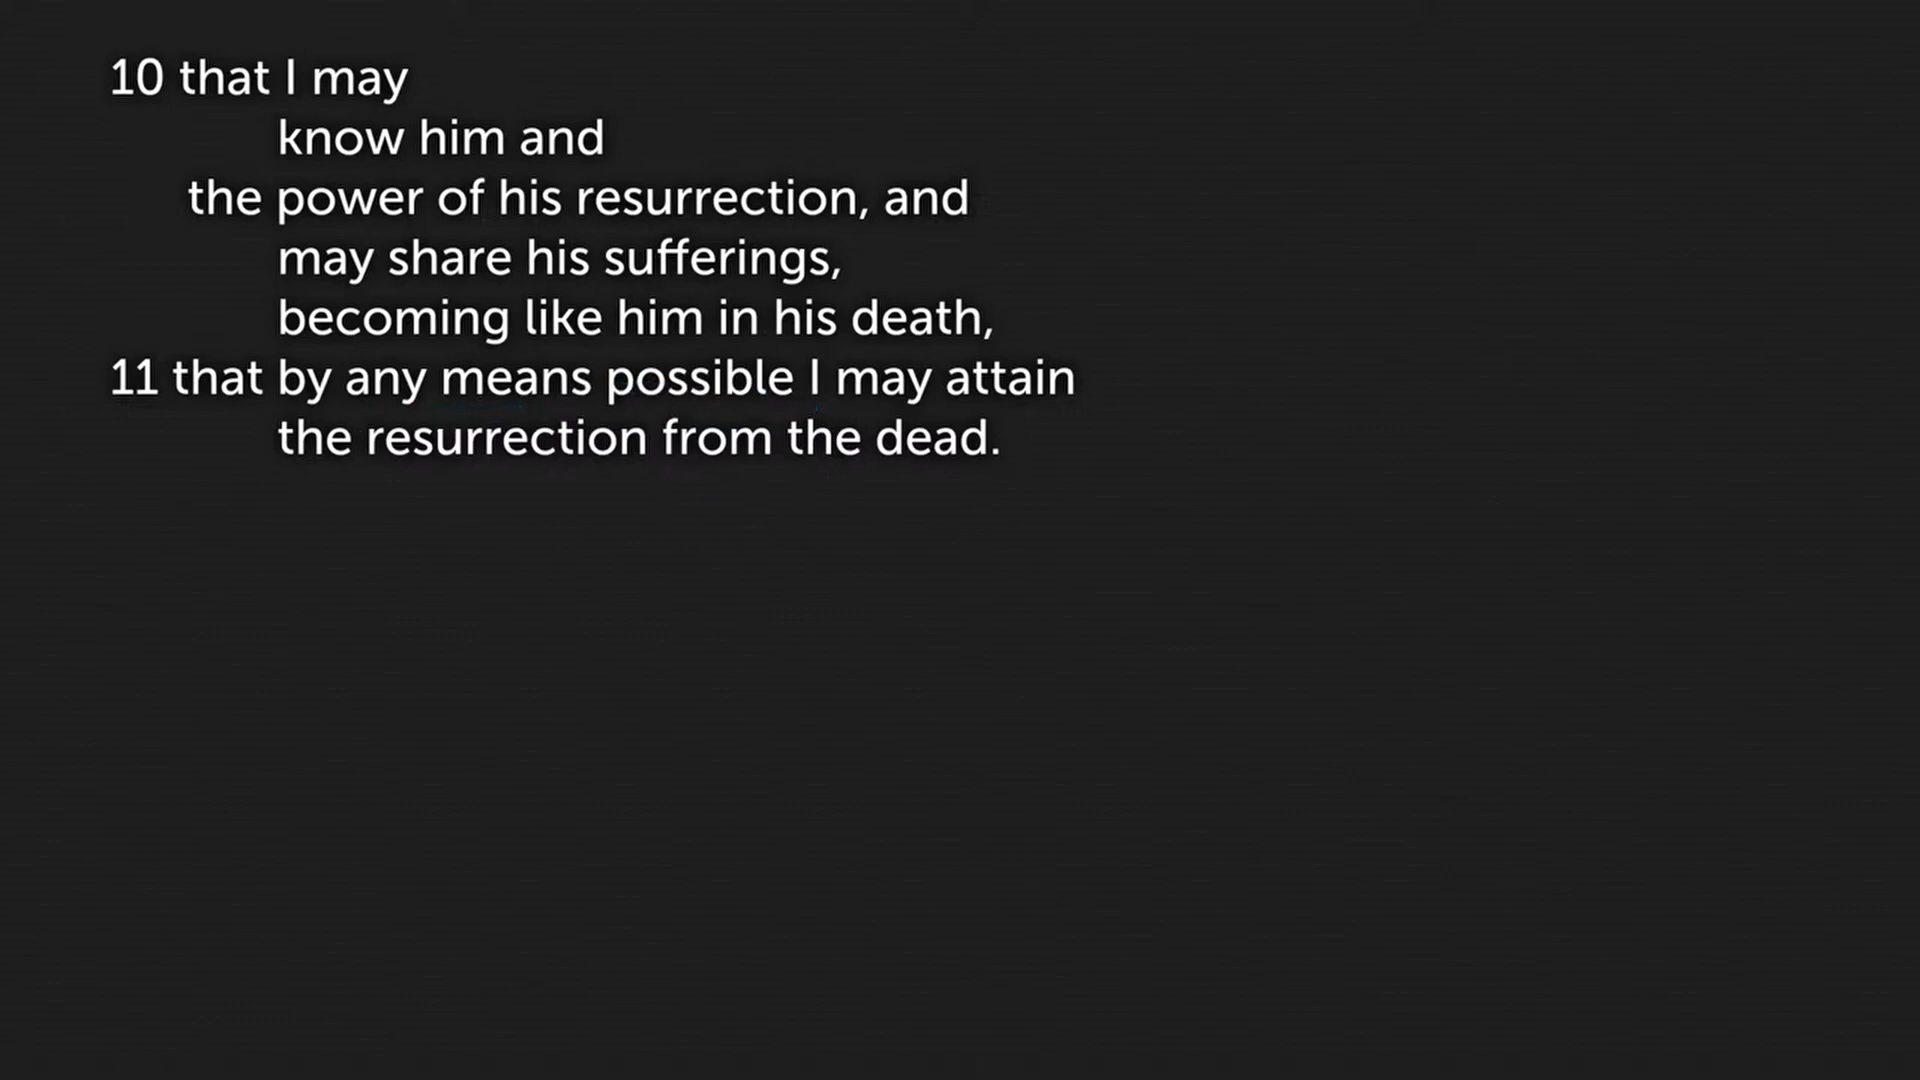 10 that I may
know him and
the power of his resurrection, and
may share his sufferings,
becoming like him in his death,
11 that by any means possible I may attain
the resurrection from the dead.